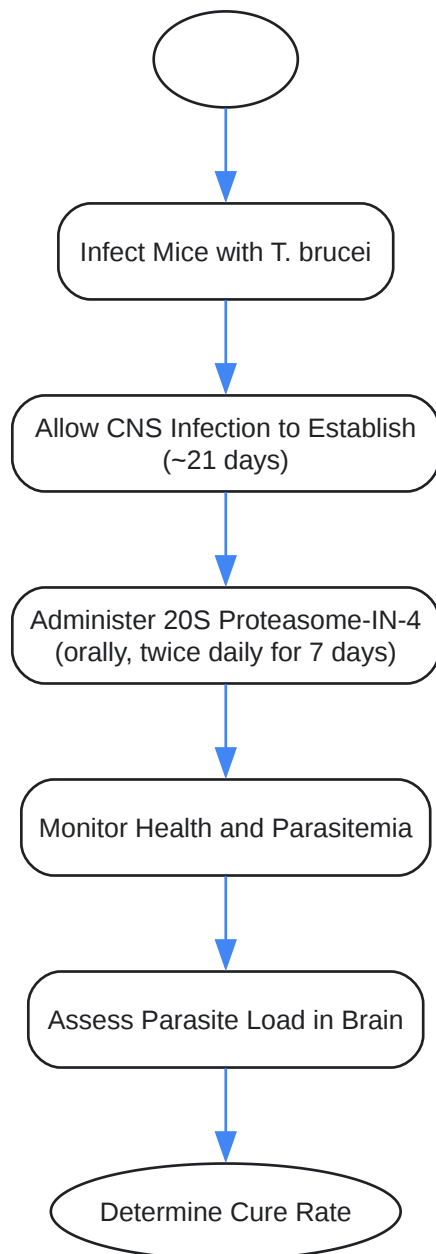 Infect Mice with T. brucei
Allow CNS Infection to Establish
(~21 days)
Administer 20S Proteasome-IN-4
(orally, twice daily for 7 days)
Monitor Health and Parasitemia
Assess Parasite Load in Brain
Determine Cure Rate